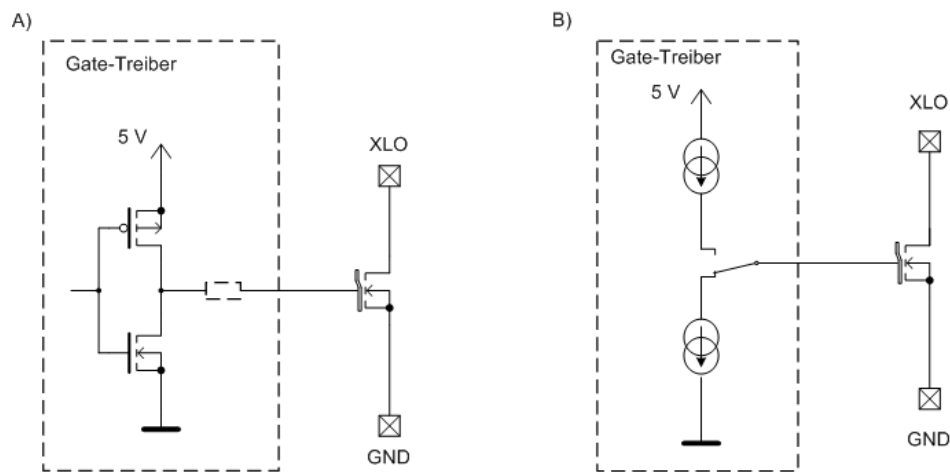 A)
Gate-Treiber
5 V
XLO
GND
B)
Gate-Treiber
5 V
XLO
GND